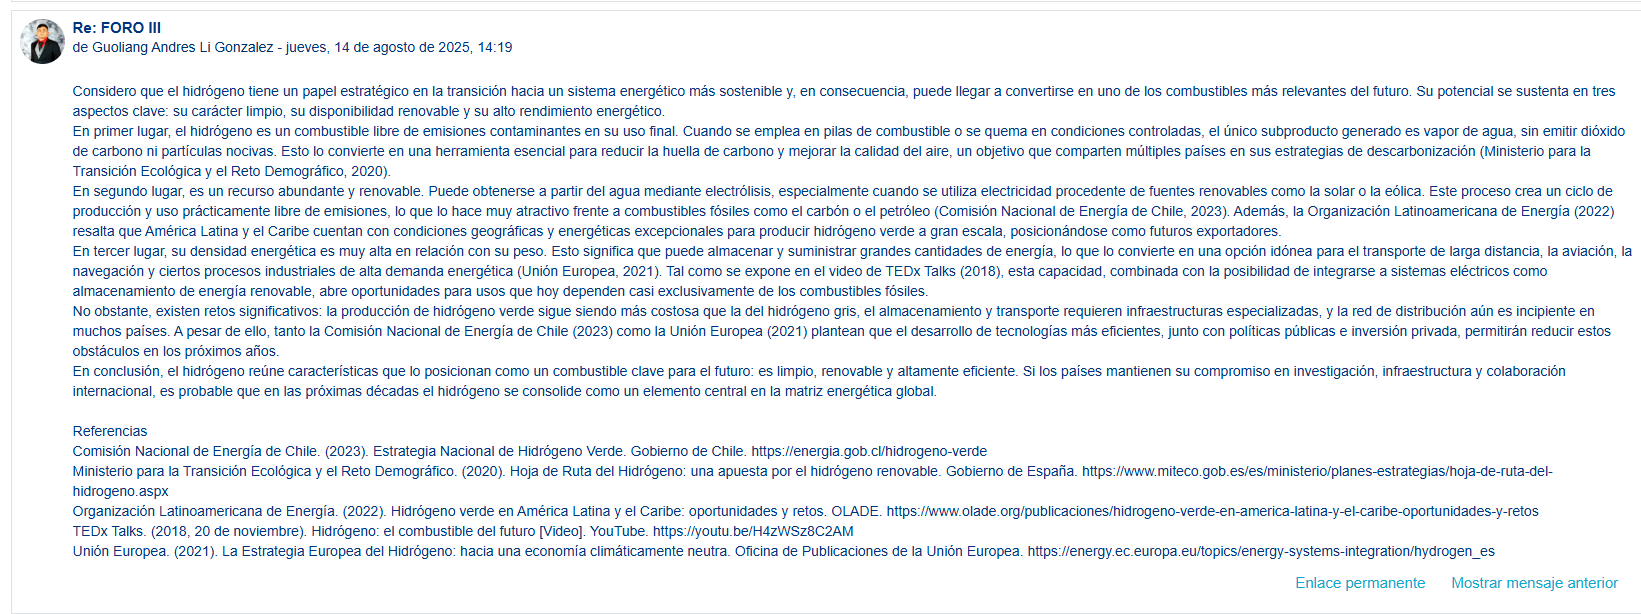 Re: FORO III
de Guoliang Andres Li Gonzalez - jueves, 14 de agosto de 2025, 14:19
Considero que el hidrógeno tiene un papel estratégico en la transición hacia un sistema energético más sostenible y, en consecuencia, puede llegar a convertirse en uno de los combustibles más relevantes del futuro. Su potencial se sustenta en tres
aspectos clave: su carácter limpio, su disponibilidad renovable y su alto rendimiento energético.
En primer lugar, el hidrógeno es un combustible libre de emisiones contaminantes en su uso final. Cuando se emplea en pilas de combustible o se quema en condiciones controladas, el único subproducto generado es vapor de agua, sin emitir dióxido
de carbono ni partículas nocivas. Esto lo convierte en una herramienta esencial para reducir la huella de carbono y mejorar la calidad del aire, un objetivo que comparten múltiples países en sus estrategias de descarbonización (Ministerio para la
Transición Ecológica y el Reto Demográfico, 2020).
En segundo lugar, es un recurso abundante y renovable. Puede obtenerse a partir del agua mediante electrólisis, especialmente cuando se utiliza electricidad procedente de fuentes renovables como la solar o la eólica. Este proceso crea un ciclo de
producción y uso prácticamente libre de emisiones, lo que lo hace muy atractivo frente a combustibles fósiles como el carbón o el petróleo (Comisión Nacional de Energía de Chile, 2023). Además, la Organización Latinoamericana de Energía (2022)
resalta que América Latina y el Caribe cuentan con condiciones geográficas y energéticas excepcionales para producir hidrógeno verde a gran escala, posicionándose como futuros exportadores.
En tercer lugar, su densidad energética es muy alta en relación con su peso. Esto significa que puede almacenar y suministrar grandes cantidades de energía, lo que lo convierte en una opción idónea para el transporte de larga distancia, la aviación, la
navegación y ciertos procesos industriales de alta demanda energética (Unión Europea, 2021). Tal como se expone en el video de TEDx Talks (2018), esta capacidad, combinada con la posibilidad de integrarse a sistemas eléctricos como
almacenamiento de energía renovable, abre oportunidades para usos que hoy dependen casi exclusivamente de los combustibles fósiles.
No obstante, existen retos significativos: la producción de hidrógeno verde sigue siendo más costosa que la del hidrógeno gris, el almacenamiento y transporte requieren infraestructuras especializadas, y la red de distribución aún es incipiente en
muchos países. A pesar de ello, tanto la Comisión Nacional de Energía de Chile (2023) como la Unión Europea (2021) plantean que el desarrollo de tecnologías más eficientes, junto con políticas públicas e inversión privada, permitirán reducir estos
obstáculos en los próximos años.
En conclusión, el hidrógeno reúne características que lo posicionan como un combustible clave para el futuro: es limpio, renovable y altamente eficiente. Si los países mantienen su compromiso en investigación, infraestructura y colaboración
internacional, es probable que en las próximas décadas el hidrógeno se consolide como un elemento central en la matriz energética global.
Referencias
Comisión Nacional de Energía de Chile. (2023). Estrategia Nacional de Hidrógeno Verde. Gobierno de Chile. https://energia.gob.cl/hidrogeno-verde
Ministerio para la Transición Ecológica y el Reto Demográfico. (2020). Hoja de Ruta del Hidrógeno: una apuesta por el hidrógeno renovable. Gobierno de España. https://www.miteco.gob.es/es/ministerio/planes-estrategias/hoja-de-ruta-del-
hidrogeno.aspx
Organización Latinoamericana de Energía. (2022). Hidrógeno verde en América Latina y el Caribe: oportunidades y retos. OLADE. https://www.olade.org/publicaciones/hidrogeno-verde-en-america-latina-y-el-caribe-oportunidades-y-retos
TEDx Talks. (2018, 20 de noviembre). Hidrógeno: el combustible del futuro [Video]. YouTube. https://youtu.be/H4zWSz8C2AM
Unión Europea. (2021). La Estrategia Europea del Hidrógeno: hacia una economía climáticamente neutra. Oficina de Publicaciones de la Unión Europea. https://energy.ec.europa.eu/topics/energy-systems-integration/hydrogen_es
Enlace permanente Mostrar mensaje anterior